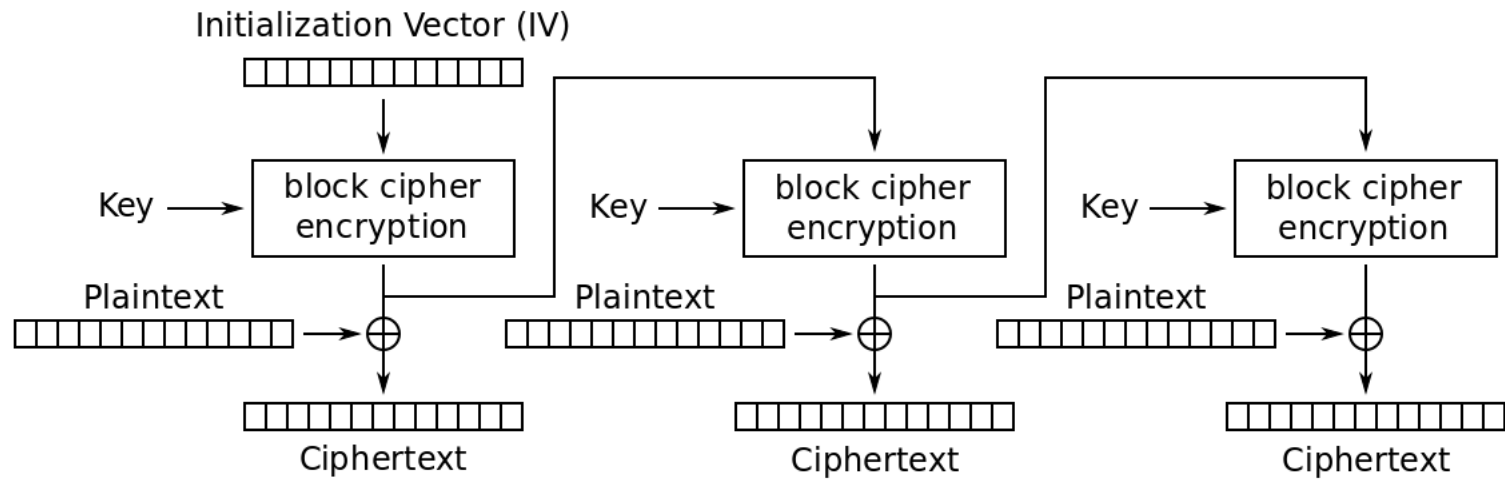 Initialization Vector (IV)
Key
block cipher
encryption
Key
block cipher
encryption
Key
block cipher
encryption
Plaintext
Plaintext
Plaintext
Ciphertext
Ciphertext
Ciphertext